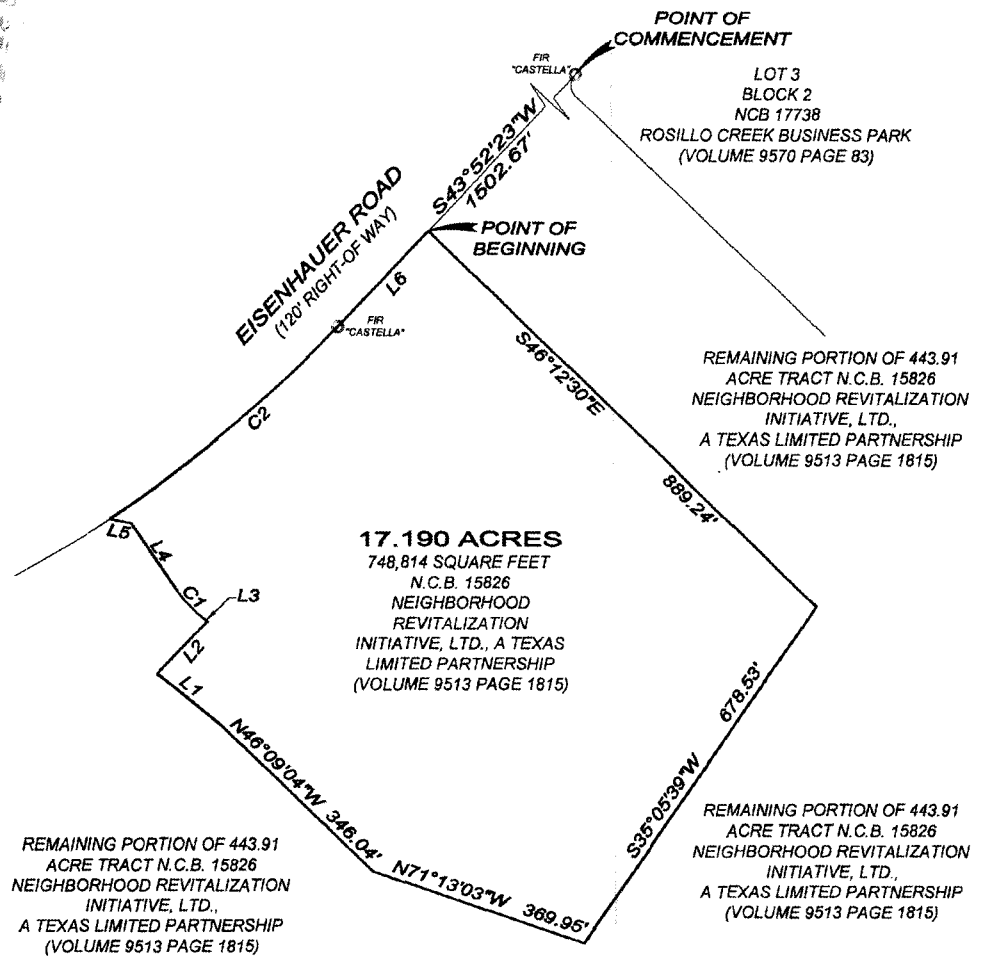 POINT OF
COMMENCEMENT
FIR
"CASTELLA"
LOT 3
BLOCK 2
NCB 17738
ROSILLO CREEK BUSINESS PARK
(VOLUME 9570 PAGE 83)
S43°52'23"W
1502.67'
EISENHAUER ROAD
(120' RIGHT-OF WAY)
POINT OF
BEGINNING
L6
FIR
"CASTELLA"
S46°12'30"E
889.24'
REMAINING PORTION OF 443.91
ACRE TRACT N.C.B. 15826
NEIGHBORHOOD REVITALIZATION
INITIATIVE, LTD.,
A TEXAS LIMITED PARTNERSHIP
(VOLUME 9513 PAGE 1815)
C2
L5
L4
C1
L3
L2
L1
17.190 ACRES
748,814 SQUARE FEET
N.C.B. 15826
NEIGHBORHOOD
REVITALIZATION
INITIATIVE, LTD., A TEXAS
LIMITED PARTNERSHIP
(VOLUME 9513 PAGE 1815)
678.53'
S35°05'39"W
N46°09'04"W 346.04'
N71°13'03"W 369.95'
REMAINING PORTION OF 443.91
ACRE TRACT N.C.B. 15826
NEIGHBORHOOD REVITALIZATION
INITIATIVE, LTD.,
A TEXAS LIMITED PARTNERSHIP
(VOLUME 9513 PAGE 1815)
REMAINING PORTION OF 443.91
ACRE TRACT N.C.B. 15826
NEIGHBORHOOD REVITALIZATION
INITIATIVE, LTD.,
A TEXAS LIMITED PARTNERSHIP
(VOLUME 9513 PAGE 1815)